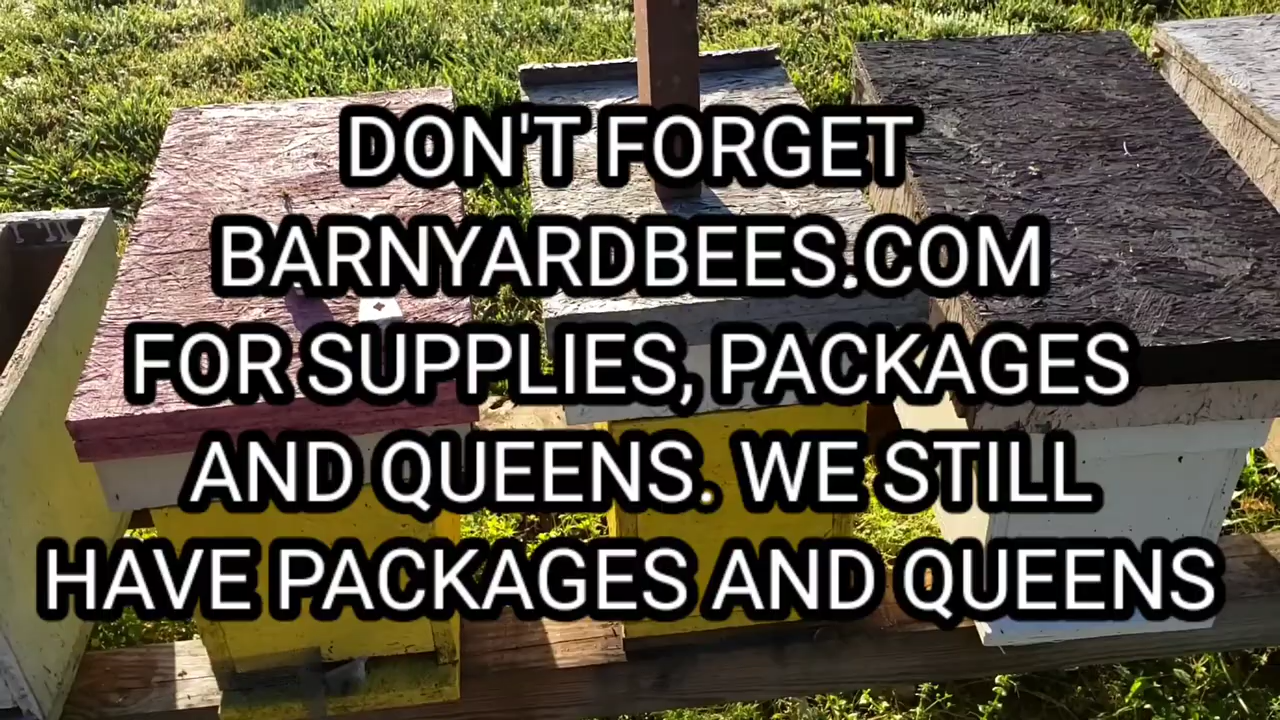 DON'T FORGET
BARNYARDBEES.COM
FOR SUPPLIES, PACKAGES
AND QUEENS. WE STILL
HAVE PACKAGES AND QUEENS